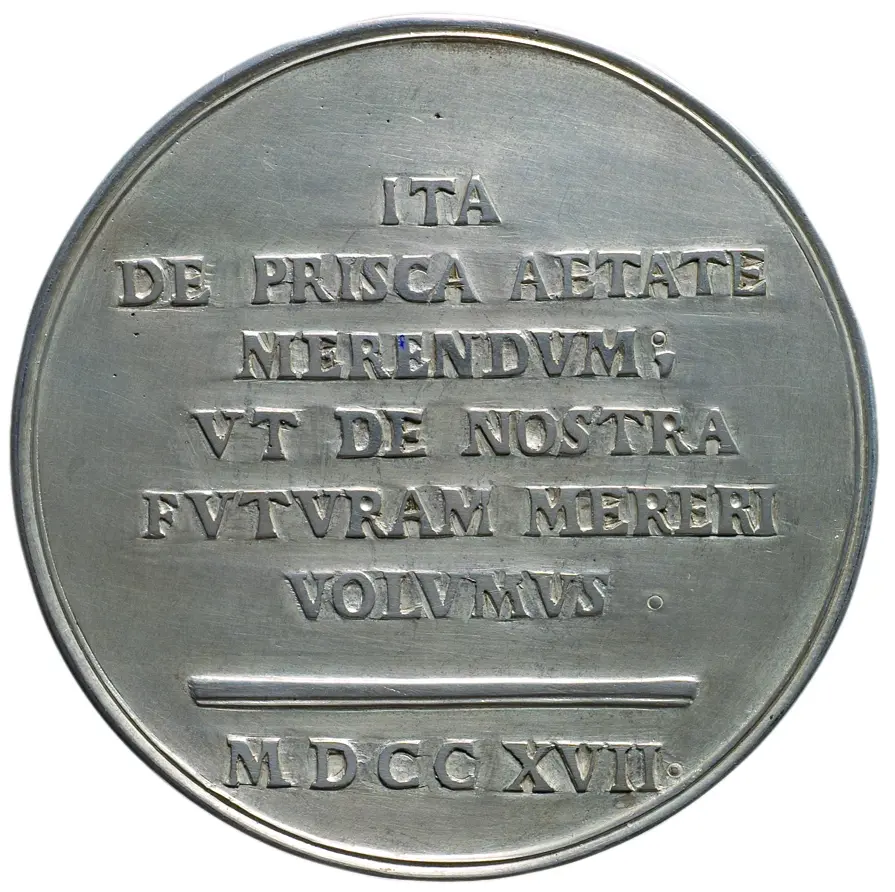 ITA
DE PRISCA AETATE
MERENDVM;
VT DE NOSTRA
FVTVRAM MERERI
VOLVMVS.
MDCCXVII.